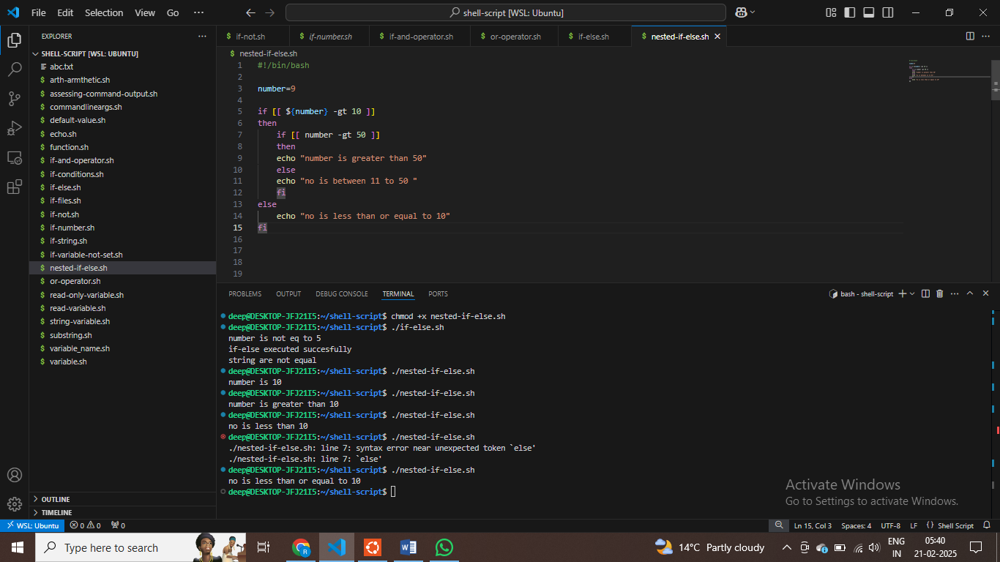 File Edit Selection View Go ···
shell-script [WSL: Ubuntu]
EXPLORER ···
SHELL-SCRIPT [WSL: UBUNTU]
abc.txt
$ arth-armthetic.sh
$ assessing-command-output.sh
$ commandlineargs.sh
$ default-value.sh
$ echo.sh
$ function.sh
$ if-and-operator.sh
$ if-conditions.sh
$ if-else.sh
$ if-files.sh
$ if-not.sh
$ if-number.sh
$ if-string.sh
$ if-variable-not-set.sh
$ nested-if-else.sh
$ or-operator.sh
$ read-only-variable.sh
$ read-variable.sh
$ string-variable.sh
$ substring.sh
$ variable_name.sh
$ variable.sh
OUTLINE
TIMELINE
$ if-not.sh $ if-number.sh $ if-and-operator.sh $ or-operator.sh $ if-else.sh $ nested-if-else.sh
$ nested-if-else.sh
1 #!/bin/bash
2
3 number=9
4
5 if [[ ${number} -gt 10 ]]
6 then
7 if [[ number -gt 50 ]]
8 then
9 echo "number is greater than 50"
10 else
11 echo "no is between 11 to 50 "
12 fi
13 else
14 echo "no is less than or equal to 10"
15 fi
16
17
18
19
PROBLEMS OUTPUT DEBUG CONSOLE TERMINAL PORTS
bash - shell-script
deep@DESKTOP-JFJ21I5:~/shell-script$ chmod +x nested-if-else.sh
deep@DESKTOP-JFJ21I5:~/shell-script$ ./if-else.sh
number is not eq to 5
if-else executed succesfully
string are not equal
deep@DESKTOP-JFJ21I5:~/shell-script$ ./nested-if-else.sh
number is 10
deep@DESKTOP-JFJ21I5:~/shell-script$ ./nested-if-else.sh
number is greater than 10
deep@DESKTOP-JFJ21I5:~/shell-script$ ./nested-if-else.sh
no is less than 10
deep@DESKTOP-JFJ21I5:~/shell-script$ ./nested-if-else.sh
./nested-if-else.sh: line 7: syntax error near unexpected token `else'
./nested-if-else.sh: line 7: `else'
deep@DESKTOP-JFJ21I5:~/shell-script$ ./nested-if-else.sh
no is less than or equal to 10
deep@DESKTOP-JFJ21I5:~/shell-script$
Activate Windows
Go to Settings to activate Windows.
WSL: Ubuntu 0 0 0 Ln 15, Col 3 Spaces: 4 UTF-8 LF {} Shell Script
Type here to search
14°C Partly cloudy
ENG
IN
05:40
21-02-2025